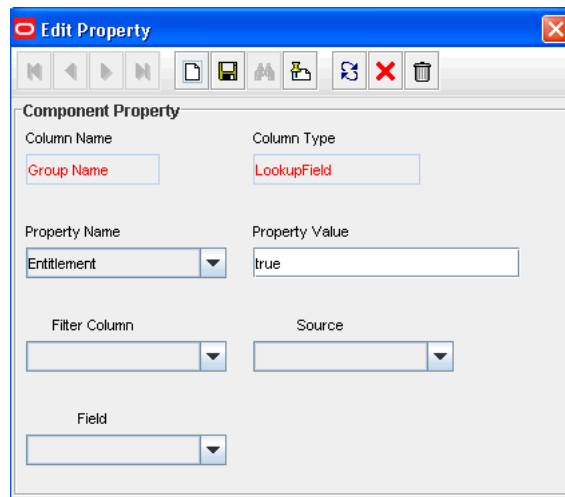 Edit Property
Component Property
Column Name Column Type
Group Name LookupField
Property Name Property Value
Entitlement true
Filter Column Source
Field